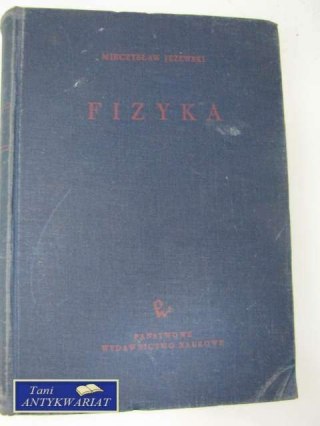 MIECZYSŁAW JEŻEWSKI
FIZYKA
PAŃSTWOWE
WYDAWNICTWO NAUKOWE
Tani
ANTYKWARIAT